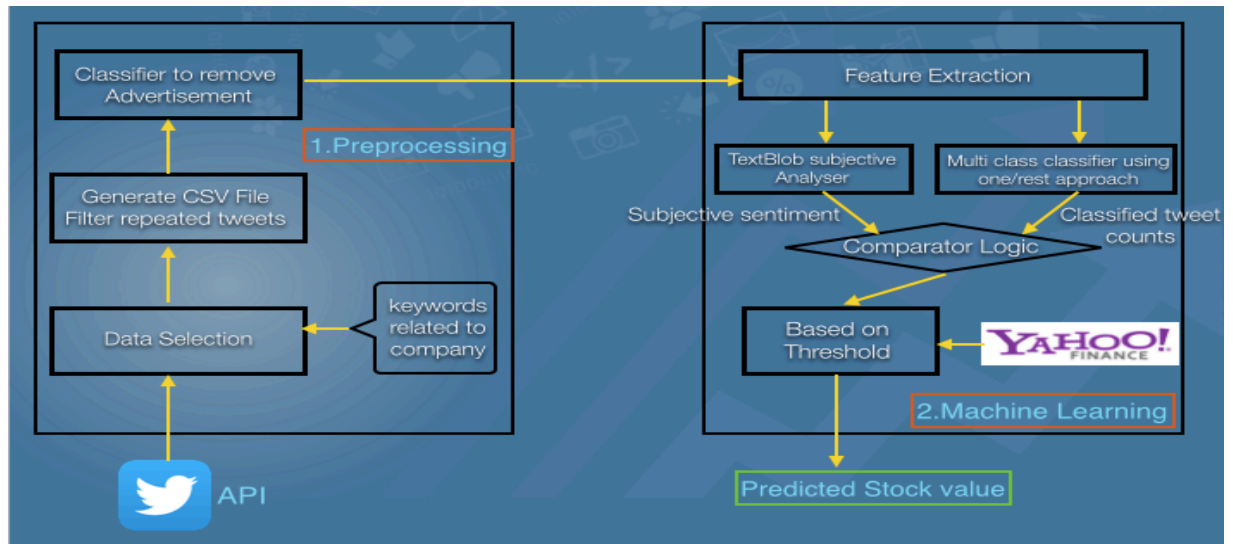 Classifier to remove
Advertisement
1.Preprocessing
Generate CSV File
Filter repeated tweets
Data Selection
keywords
related to
company
API
Feature Extraction
TextBlob subjective
Analyser
Multi class classifier using
one/rest approach
Subjective sentiment
Classified tweet
counts
Comparator Logic
Based on
Threshold
YAHOO!
FINANCE
2.Machine Learning
Predicted Stock value